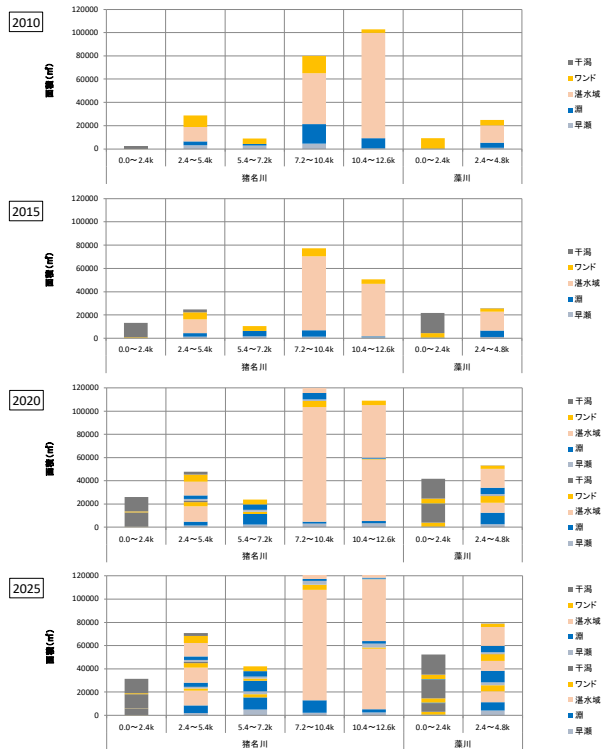 2010
面積(㎡)
120000
100000
80000
60000
40000
20000
0
0.0～2.4k 2.4～5.4k 5.4～7.2k 7.2～10.4k 10.4～12.6k 0.0～2.4k 2.4～4.8k
猪名川 藻川
干潟
ワンド
湛水域
淵
早瀬
2015
面積(㎡)
120000
100000
80000
60000
40000
20000
0
0.0～2.4k 2.4～5.4k 5.4～7.2k 7.2～10.4k 10.4～12.6k 0.0～2.4k 2.4～4.8k
猪名川 藻川
干潟
ワンド
湛水域
淵
早瀬
2020
面積(㎡)
120000
100000
80000
60000
40000
20000
0
0.0～2.4k 2.4～5.4k 5.4～7.2k 7.2～10.4k 10.4～12.6k 0.0～2.4k 2.4～4.8k
猪名川 藻川
干潟
ワンド
湛水域
淵
早瀬
干潟
ワンド
湛水域
淵
早瀬
2025
面積(㎡)
120000
100000
80000
60000
40000
20000
0
0.0～2.4k 2.4～5.4k 5.4～7.2k 7.2～10.4k 10.4～12.6k 0.0～2.4k 2.4～4.8k
猪名川 藻川
干潟
ワンド
湛水域
淵
早瀬
干潟
ワンド
湛水域
淵
早瀬